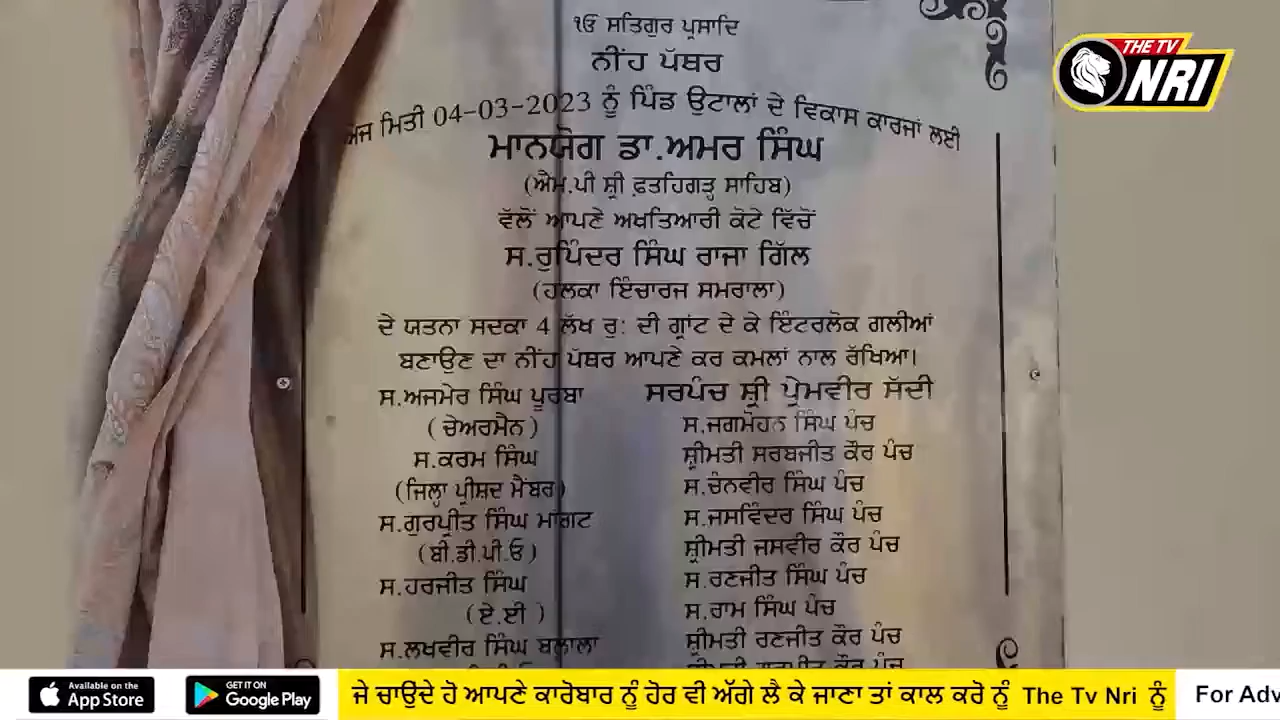 ੴ ਸਤਿਗੁਰ ਪ੍ਰਸਾਦਿ
ਨੀਂਹ ਪੱਥਰ
ਅੱਜ ਮਿਤੀ 04-03-2023 ਨੂੰ ਪਿੰਡ ਉਟਾਲਾਂ ਦੇ ਵਿਕਾਸ ਕਾਰਜਾਂ ਲਈ
ਮਾਨਯੋਗ ਡਾ.ਅਮਰ ਸਿੰਘ
(ਐਮ.ਪੀ ਸ਼੍ਰੀ ਫ਼ਤਹਿਗੜ੍ਹ ਸਾਹਿਬ)
ਵੱਲੋਂ ਆਪਣੇ ਅਖਤਿਆਰੀ ਕੋਟੇ ਵਿੱਚੋਂ
ਸ.ਰੁਪਿੰਦਰ ਸਿੰਘ ਰਾਜਾ ਗਿੱਲ
(ਹਲਕਾ ਇੰਚਾਰਜ ਸਮਰਾਲਾ)
ਦੇ ਯਤਨਾ ਸਦਕਾ 4 ਲੱਖ ਰੁ: ਦੀ ਗ੍ਰਾਂਟ ਦੇ ਕੇ ਇੰਟਰਲੋਕ ਗਲੀਆਂ
ਬਣਾਉਣ ਦਾ ਨੀਂਹ ਪੱਥਰ ਆਪਣੇ ਕਰ ਕਮਲਾਂ ਨਾਲ ਰੱਖਿਆ।
ਸ.ਅਜਮੇਰ ਸਿੰਘ ਪੂਰਬਾ
(ਚੇਅਰਮੈਨ)
ਸ.ਕਰਮ ਸਿੰਘ
(ਜਿਲ੍ਹਾ ਪ੍ਰੀਸ਼ਦ ਮੈਂਬਰ)
ਸ.ਗੁਰਪ੍ਰੀਤ ਸਿੰਘ ਮਾਂਗਟ
(ਬੀ.ਡੀ.ਪੀ.ਓ)
ਸ.ਹਰਜੀਤ ਸਿੰਘ
(ਏ.ਈ)
ਸ.ਲਖਵੀਰ ਸਿੰਘ ਬਲਾਲਾ
ਸਰਪੰਚ ਸ਼੍ਰੀ ਪ੍ਰੇਮਵੀਰ ਸੱਦੀ
ਸ.ਜਗਮੋਹਨ ਸਿੰਘ ਪੰਚ
ਸ਼੍ਰੀਮਤੀ ਸਰਬਜੀਤ ਕੌਰ ਪੰਚ
ਸ.ਚੰਨਵੀਰ ਸਿੰਘ ਪੰਚ
ਸ.ਜਸਵਿੰਦਰ ਸਿੰਘ ਪੰਚ
ਸ਼੍ਰੀਮਤੀ ਜਸਵੀਰ ਕੌਰ ਪੰਚ
ਸ.ਰਣਜੀਤ ਸਿੰਘ ਪੰਚ
ਸ.ਰਾਮ ਸਿੰਘ ਪੰਚ
ਸ਼੍ਰੀਮਤੀ ਰਣਜੀਤ ਕੌਰ ਪੰਚ
THE TV
NRI
Available on the
App Store
GET IT ON
Google Play
ਜੇ ਚਾਉਂਦੇ ਹੋ ਆਪਣੇ ਕਾਰੋਬਾਰ ਨੂੰ ਹੋਰ ਵੀ ਅੱਗੇ ਲੈ ਕੇ ਜਾਣਾ ਤਾਂ ਕਾਲ ਕਰੋ ਨੂੰ The Tv Nri ਨੂੰ
For Adv